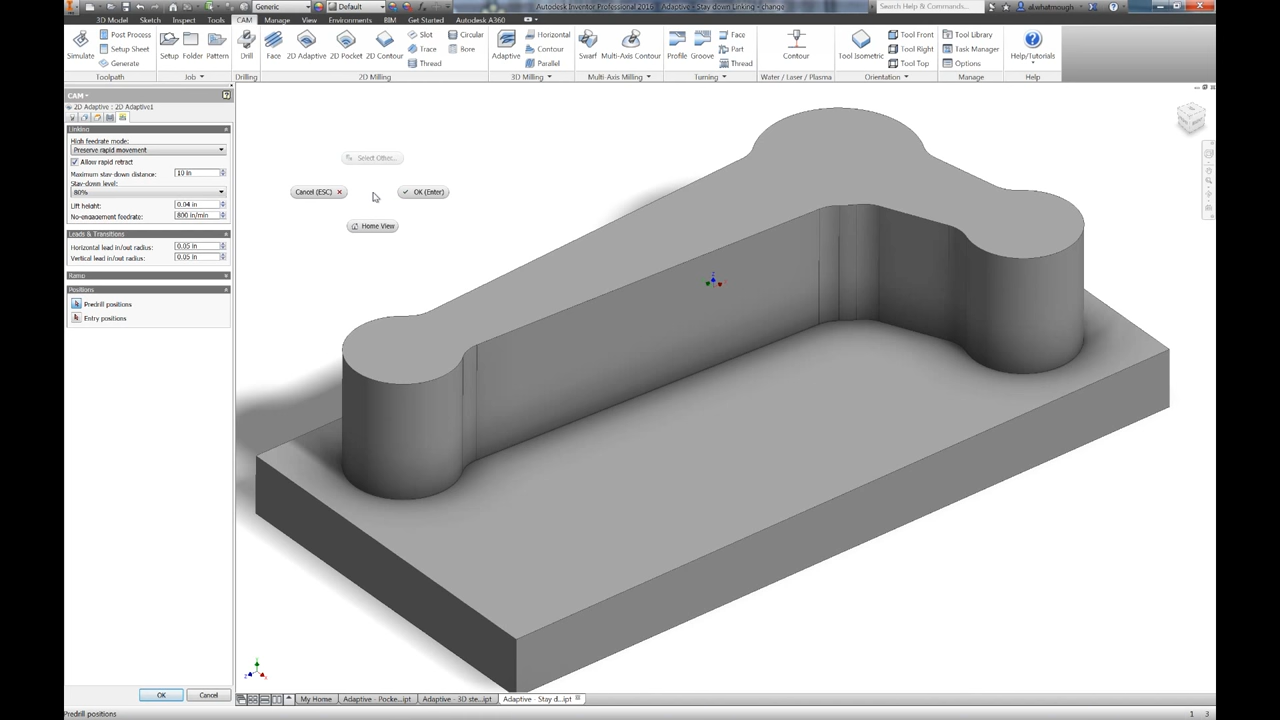 Generic
Default
Autodesk Inventor Professional 2016 Adaptive - Stay down Linking - change
Search Help & Commands...
al.whatmough
3D Model Sketch Inspect Tools CAM Manage View Environments BIM Get Started Autodesk A360
Simulate
Post Process
Setup Sheet
Generate
Toolpath
Setup Folder Pattern
Job
Drill
Drilling
Face 2D Adaptive 2D Pocket 2D Contour
Slot
Trace
Thread
Circular
Bore
2D Milling
Adaptive
Horizontal
Contour
Parallel
3D Milling
Swarf Multi-Axis Contour
Multi-Axis Milling
Profile Groove
Face
Part
Thread
Turning
Contour
Water / Laser / Plasma
Tool Isometric
Tool Front
Tool Right
Tool Top
Orientation
Tool Library
Task Manager
Options
Manage
Help/Tutorials
Help
CAM
2D Adaptive : 2D Adaptive1
Linking
High feedrate mode:
Preserve rapid movement
Allow rapid retract
Maximum stay-down distance: 10 in
Stay-down level:
80%
Lift height: 0.04 in
No-engagement feedrate: 800 in/min
Leads & Transitions
Horizontal lead in/out radius: 0.05 in
Vertical lead in/out radius: 0.05 in
Ramp
Positions
Predrill positions
Entry positions
Select Other...
Cancel (ESC)
OK (Enter)
Home View
OK Cancel
My Home Adaptive - Pocke...ipt Adaptive - 3D ste...ipt Adaptive - Stay d...ipt
Predrill positions
1 3